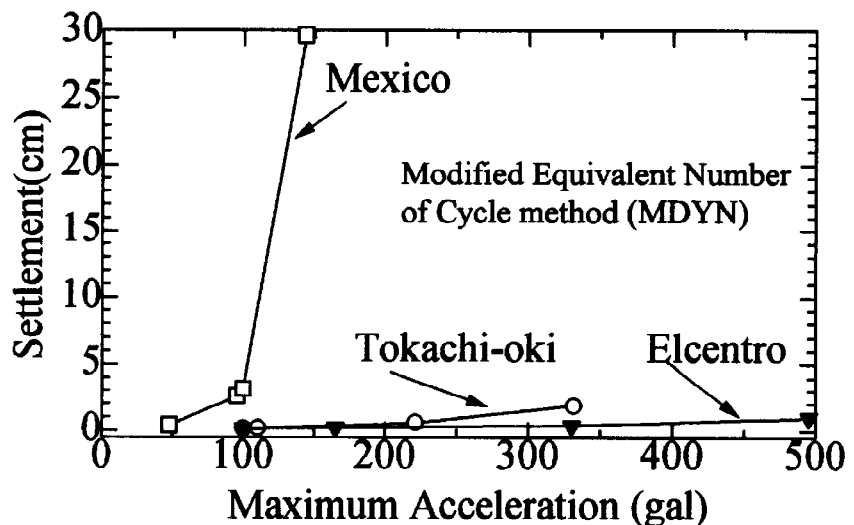 30
25
20
15
10
5
0
Settlement(cm)
Mexico
Modified Equivalent Number
of Cycle method (MDYN)
Tokachi-oki
Elcentro
0 100 200 300 400 500
Maximum Acceleration (gal)